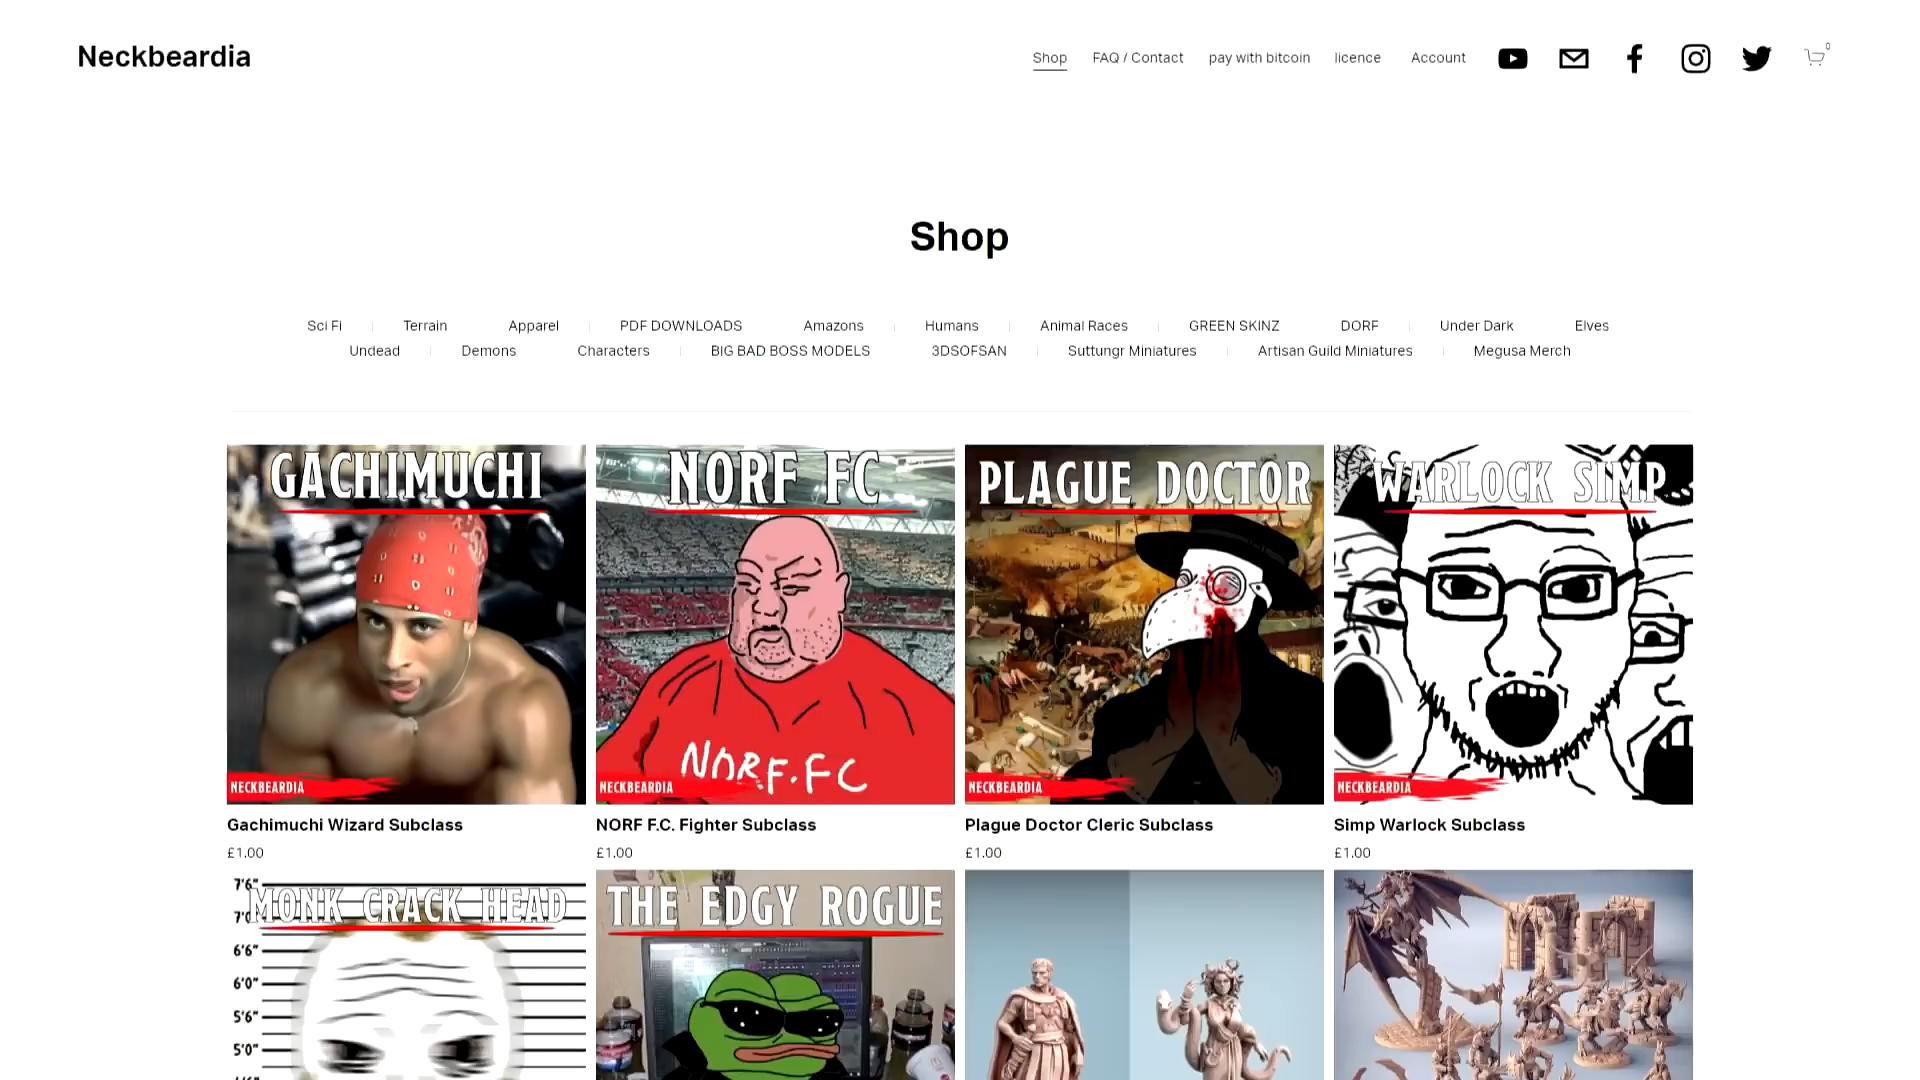 Neckbeardia
Shop FAQ / Contact pay with bitcoin licence Account 0
Shop
Sci Fi Terrain Apparel PDF DOWNLOADS Amazons Humans Animal Races GREEN SKINZ DORF Under Dark Elves
Undead Demons Characters BIG BAD BOSS MODELS 3DSOFSAN Suttungr Miniatures Artisan Guild Miniatures Megusa Merch
GACHIMUCHI
NORF FC
PLAGUE DOCTOR
WARLOCK SIMP
NORF.FC
NECKBEARDIA
NECKBEARDIA
NECKBEARDIA
NECKBEARDIA
Gachimuchi Wizard Subclass
NORF F.C. Fighter Subclass
Plague Doctor Cleric Subclass
Simp Warlock Subclass
£1.00
£1.00
£1.00
£1.00
MONK CRACK HEAD
THE EDGY ROGUE
7'6"
6'6"
6'0"
5'6"
5'0"